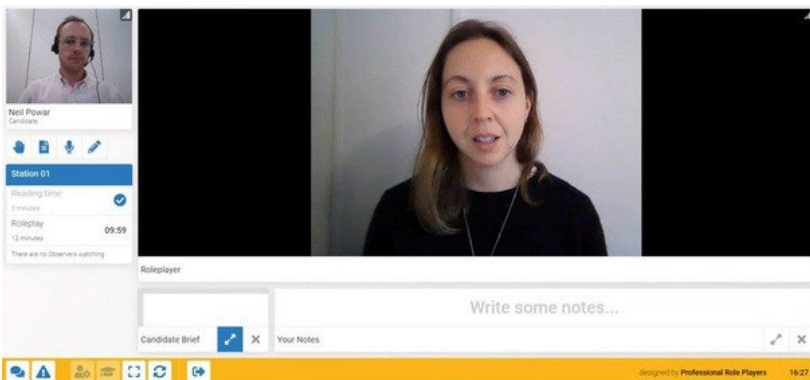 Neil Powar
Candidate
Station 01
Reading time
3 minutes
Roleplay
12 minutes
09:59
There are no Observers watching
Roleplayer
Candidate Brief
Write some notes...
Your Notes
designed by Professional Role Players
16:27